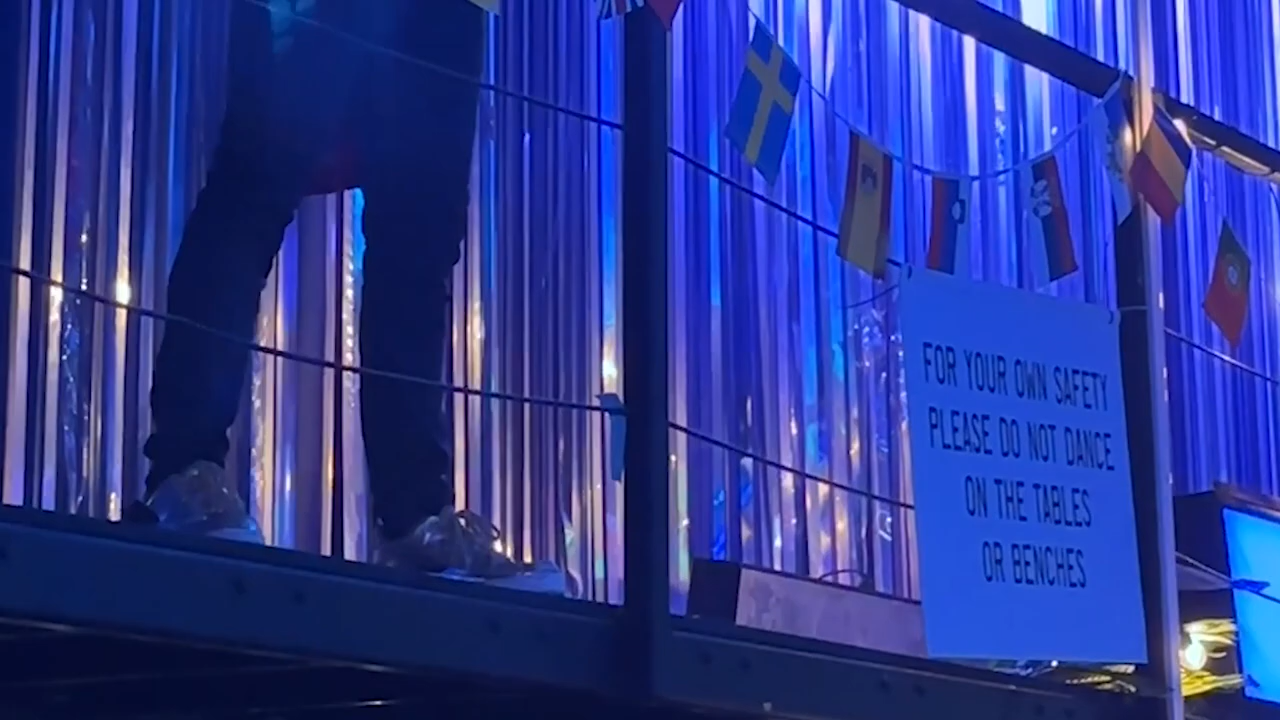 FOR YOUR OWN SAFETY
PLEASE DO NOT DANCE
ON THE TABLES
OR BENCHES